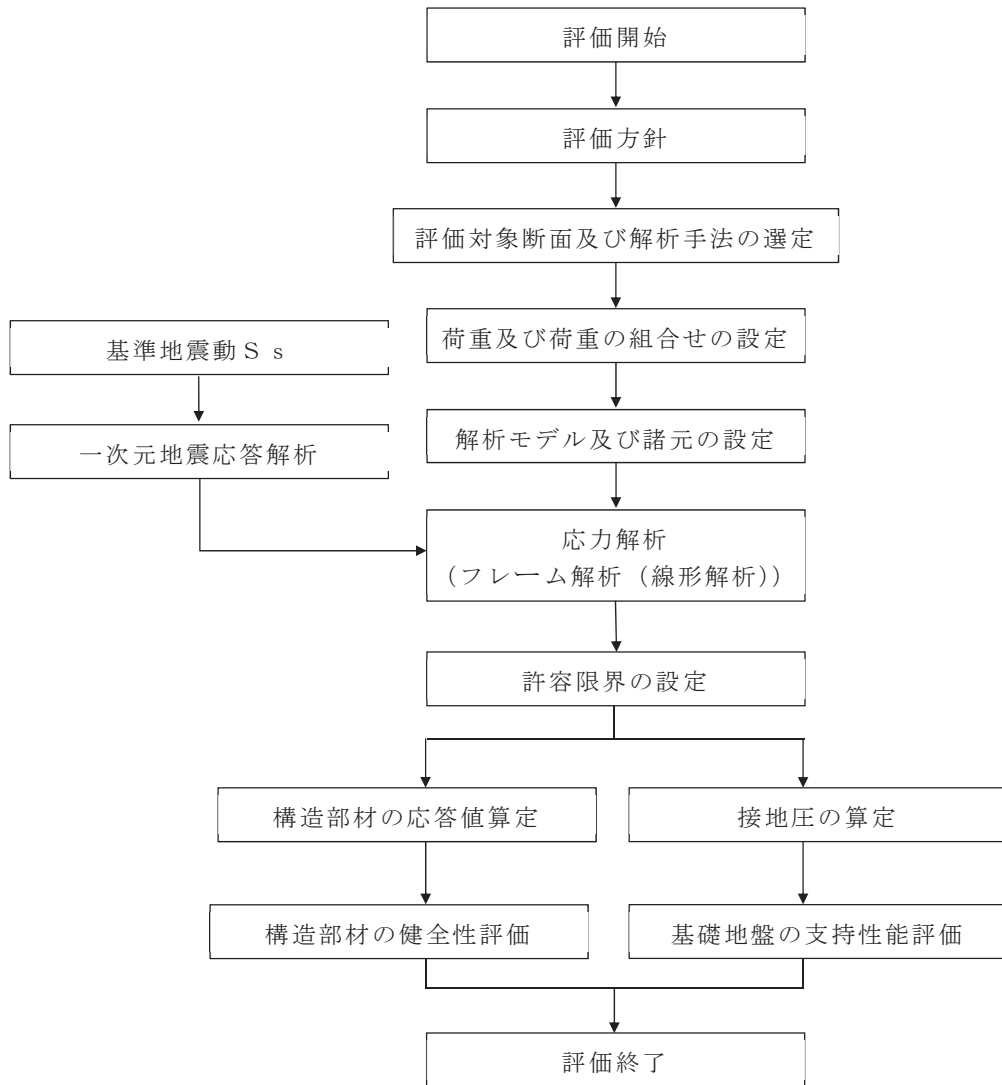 評価開始
評価方針
評価対象断面及び解析手法の選定
荷重及び荷重の組合せの設定
基準地震動Ｓｓ
解析モデル及び諸元の設定
一次元地震応答解析
応力解析
(フレーム解析（線形解析）)
許容限界の設定
構造部材の応答値算定
接地圧の算定
構造部材の健全性評価
基礎地盤の支持性能評価
評価終了